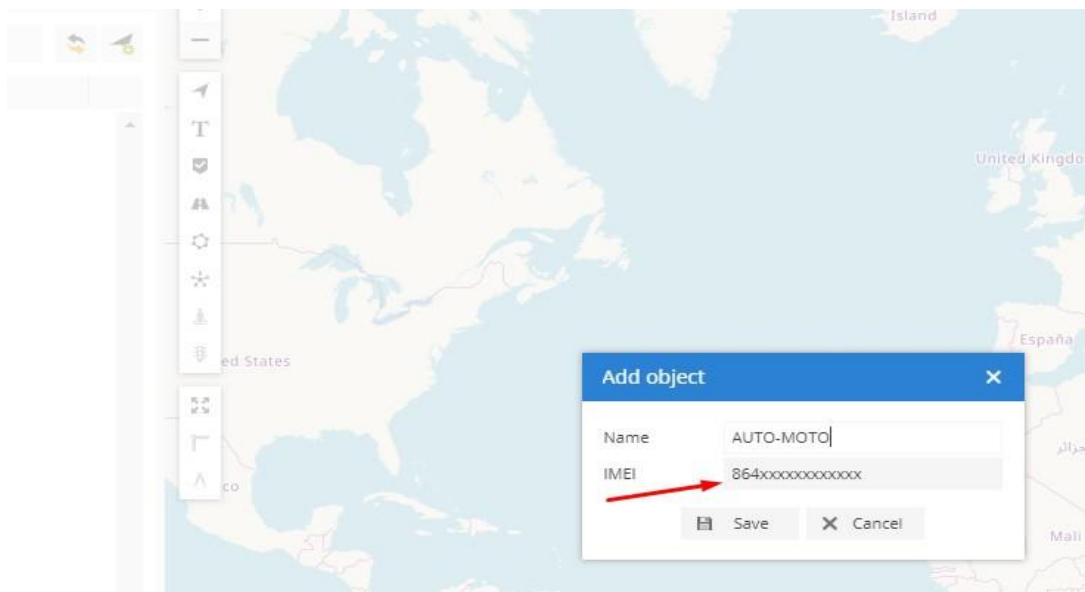 Island
United Kingdo
T
ed States
España
co
Mali
Add object
Name AUTO-MOTO
IMEI 864xxxxxxxxxxxx
Save Cancel